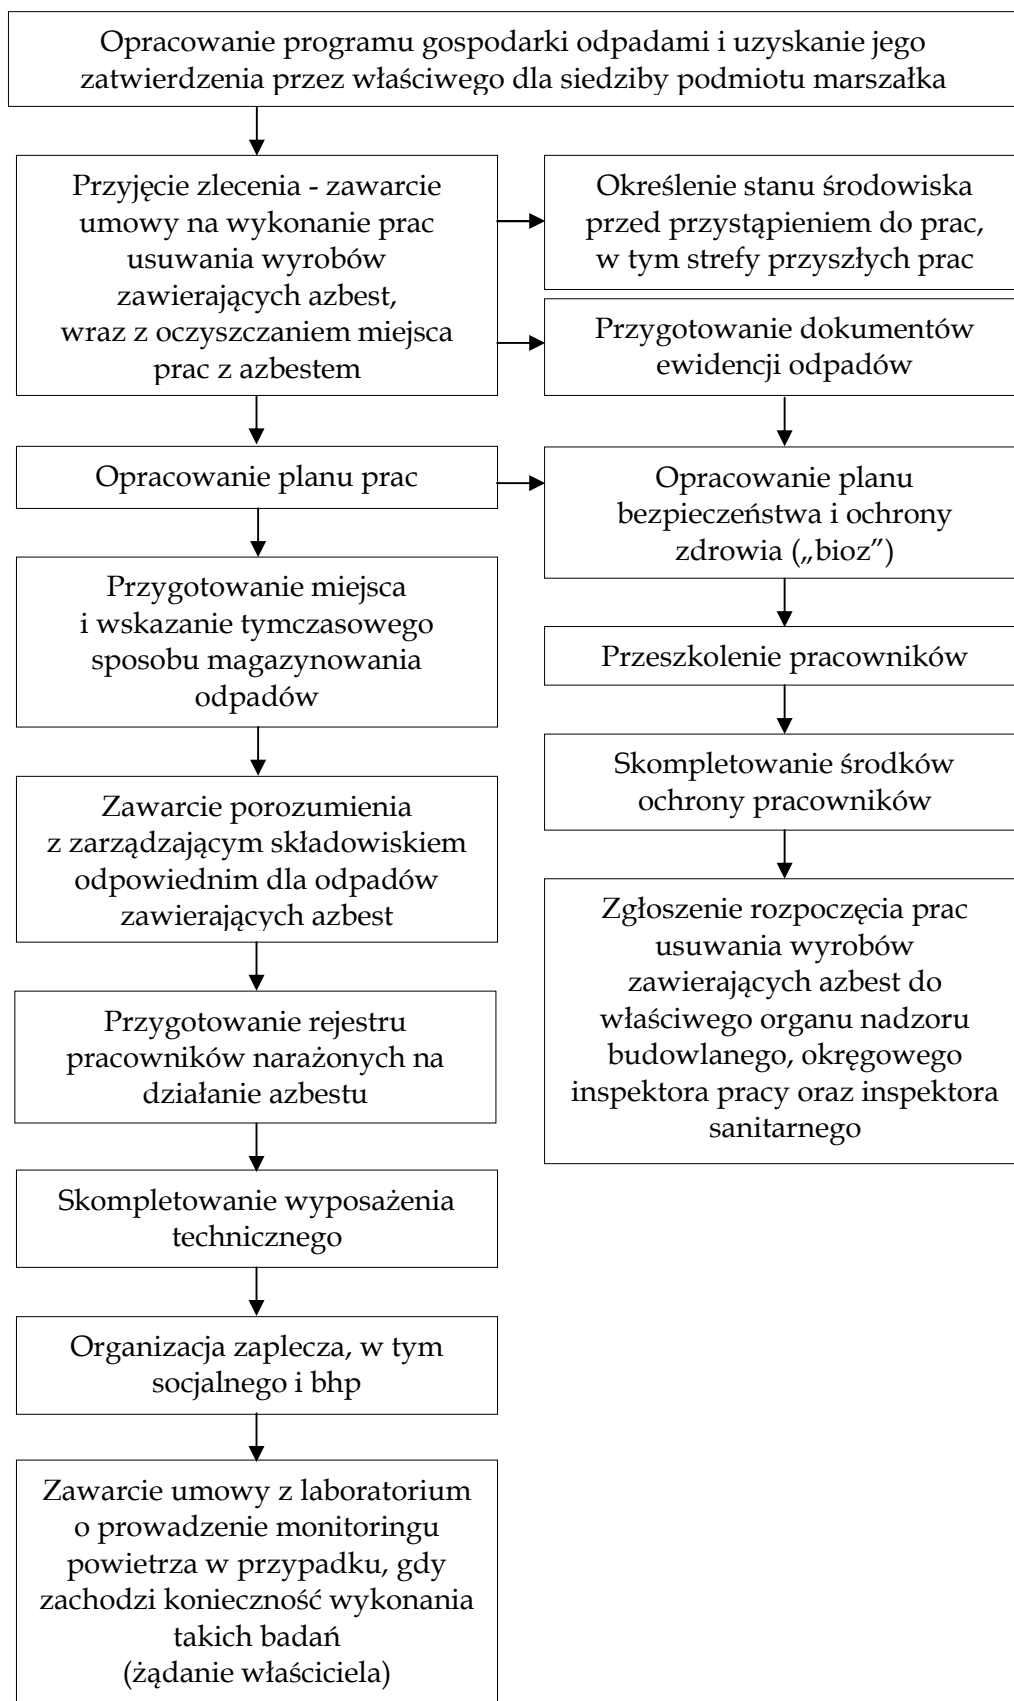 Opracowanie programu gospodarki odpadami i uzyskanie jego
zatwierdzenia przez właściwego dla siedziby podmiotu marszałka
Przyjęcie zlecenia - zawarcie
umowy na wykonanie prac
usuwania wyrobów
zawierających azbest,
wraz z oczyszczaniem miejsca
prac z azbestem
Określenie stanu środowiska
przed przystąpieniem do prac,
w tym strefy przyszłych prac
Przygotowanie dokumentów
ewidencji odpadów
Opracowanie planu prac
Opracowanie planu
bezpieczeństwa i ochrony
zdrowia („bioz”)
Przygotowanie miejsca
i wskazanie tymczasowego
sposobu magazynowania
odpadów
Przeszkolenie pracowników
Skompletowanie środków
ochrony pracowników
Zawarcie porozumienia
z zarządzającym składowiskiem
odpowiednim dla odpadów
zawierających azbest
Zgłoszenie rozpoczęcia prac
usuwania wyrobów
zawierających azbest do
właściwego organu nadzoru
budowlanego, okręgowego
inspektora pracy oraz inspektora
sanitarnego
Przygotowanie rejestru
pracowników narażonych na
działanie azbestu
Skompletowanie wyposażenia
technicznego
Organizacja zaplecza, w tym
socjalnego i bhp
Zawarcie umowy z laboratorium
o prowadzenie monitoringu
powietrza w przypadku, gdy
zachodzi konieczność wykonania
takich badań
(żądanie właściciela)